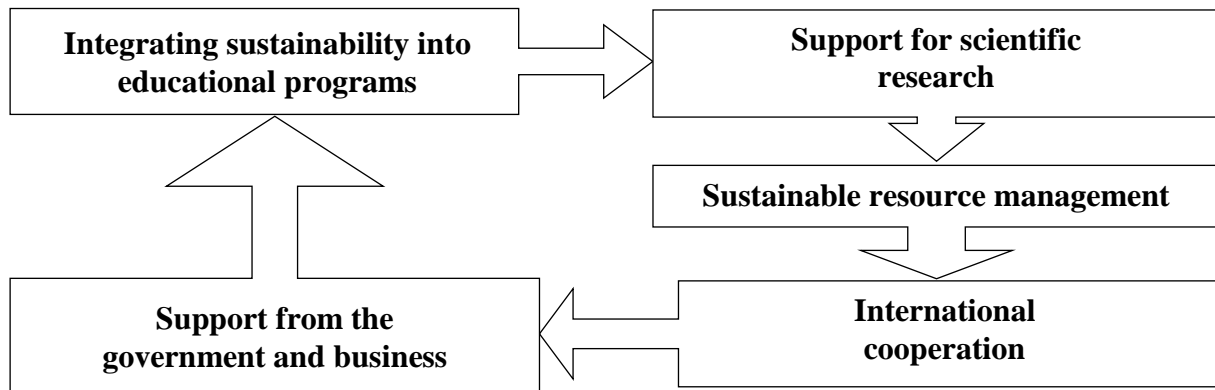 Integrating sustainability into
educational programs
Support for scientific
research
Sustainable resource management
International
cooperation
Support from the
government and business